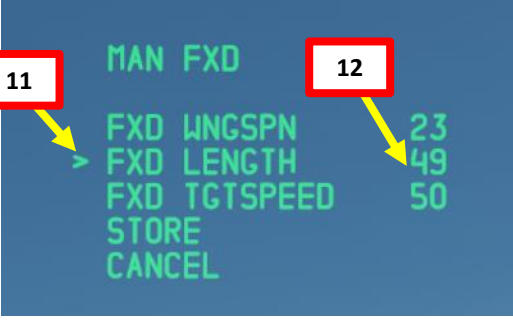 MAN FXD
12
11
FXD WNGSPN 23
> FXD LENGTH 49
FXD TGTSPEED 50
STORE
CANCEL